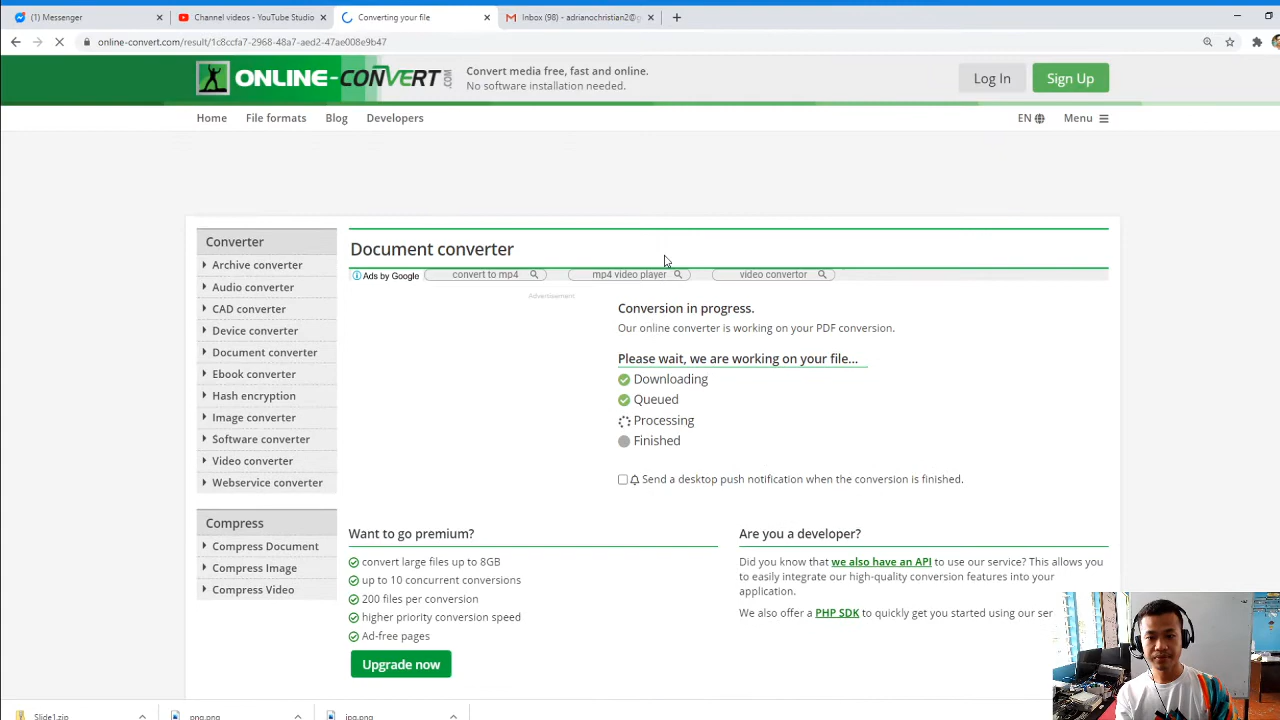 (1) Messenger
Channel videos - YouTube Studio
Converting your file
Inbox (98) - adrianochristian2@g
online-convert.com/result/1c8ccfa7-2968-48a7-aed2-47ae008e9b47
ONLINE-CONVERT.COM
Convert media free, fast and online.
No software installation needed.
Log In
Sign Up
Home
File formats
Blog
Developers
EN
Menu
Converter
Archive converter
Audio converter
CAD converter
Device converter
Document converter
Ebook converter
Hash encryption
Image converter
Software converter
Video converter
Webservice converter
Compress
Compress Document
Compress Image
Compress Video
Document converter
Ads by Google
convert to mp4
mp4 video player
video convertor
Advertisement
Conversion in progress.
Our online converter is working on your PDF conversion.
Please wait, we are working on your file...
Downloading
Queued
Processing
Finished
Send a desktop push notification when the conversion is finished.
Want to go premium?
convert large files up to 8GB
up to 10 concurrent conversions
200 files per conversion
higher priority conversion speed
Ad-free pages
Upgrade now
Are you a developer?
Did you know that we also have an API to use our service? This allows you
to easily integrate our high-quality conversion features into your
application.
We also offer a PHP SDK to quickly get you started using our ser
Slide1.zip
png.png
jpg.png